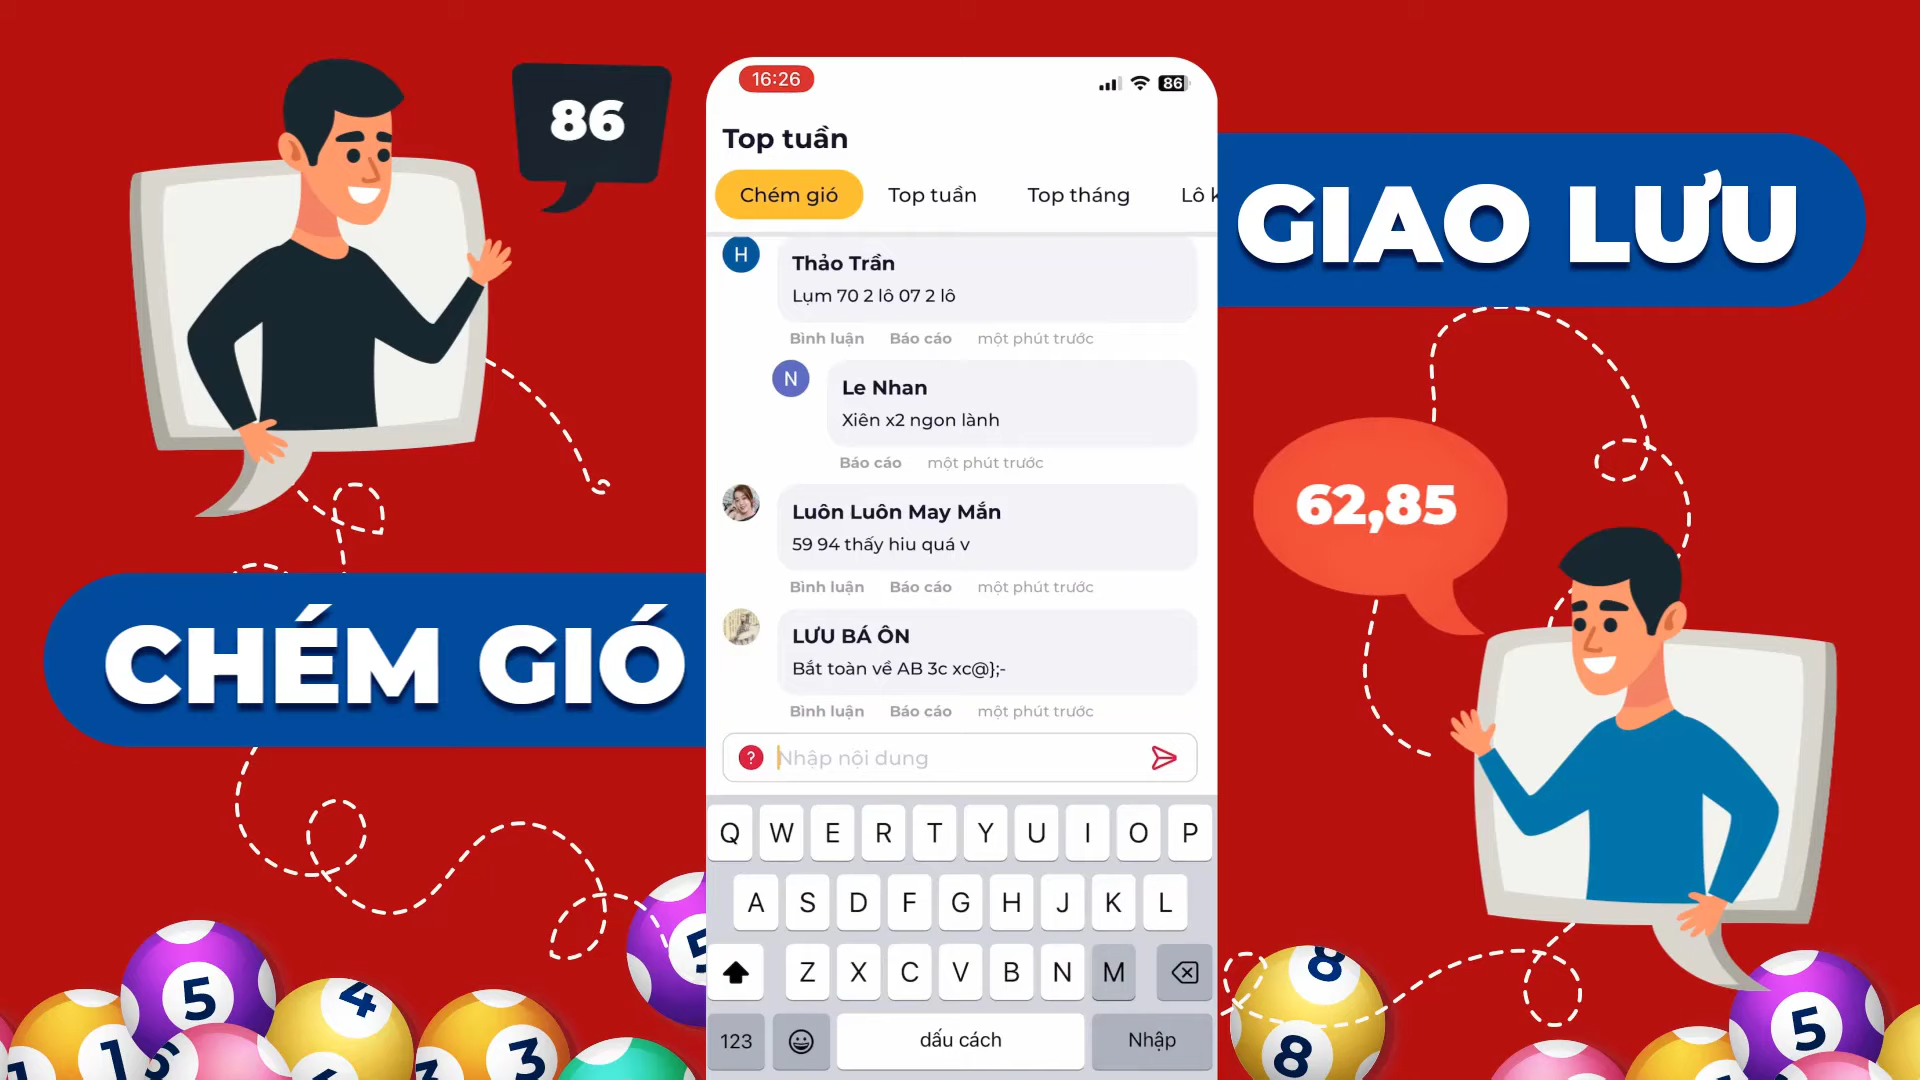 86
CHÉM GIÓ
16:26
86
Top tuần
Chém gió
Top tuần
Top tháng
Lô
H
Thảo Trần
Lụm 70 2 lô 07 2 lô
Bình luận
Báo cáo
một phút trước
N
Le Nhan
Xiên x2 ngon lành
Báo cáo
một phút trước
Luôn Luôn May Mắn
59 94 thấy hiu quá v
Bình luận
Báo cáo
một phút trước
LƯU BÁ ÔN
Bắt toàn về AB 3c xc@};-
Bình luận
Báo cáo
một phút trước
?
Nhập nội dung
Q W E R T Y U I O P
A S D F G H J K L
Z X C V B N M
123
dấu cách
Nhập
GIAO LƯU
62,85
5
4
5
1
3
8
8
5